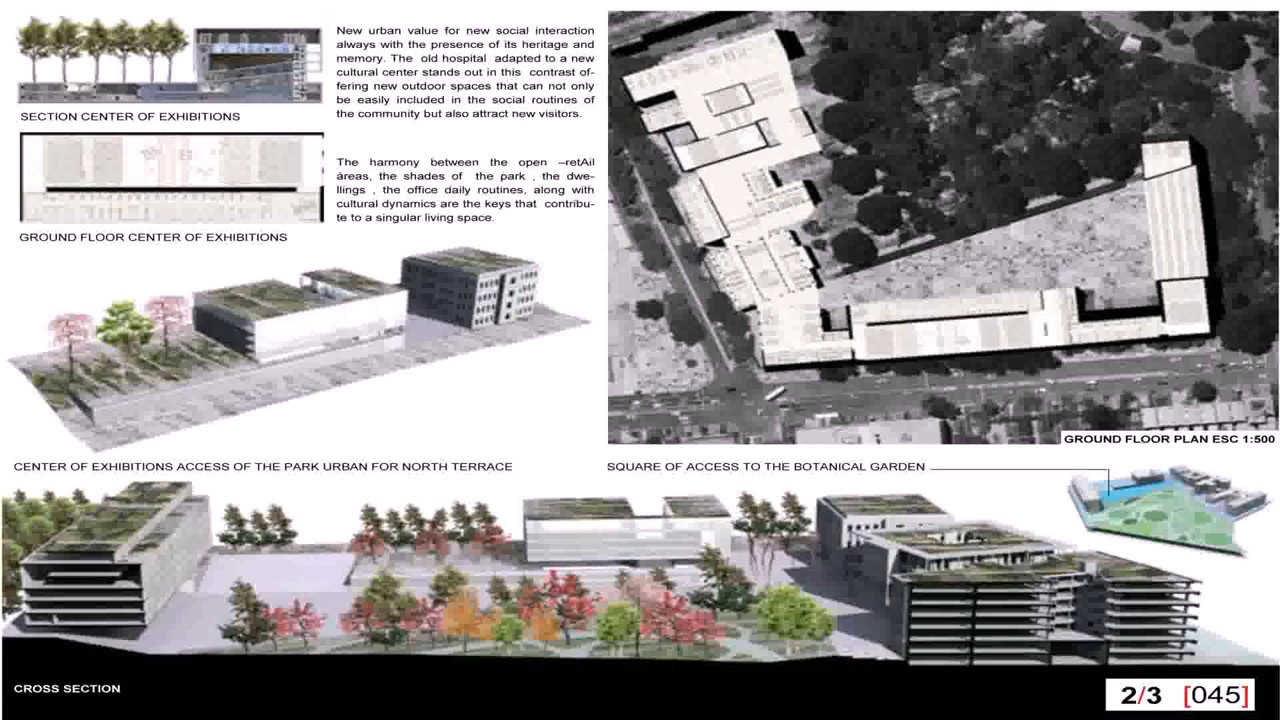 New urban value for new social interaction
always with the presence of its heritage and
memory. The old hospital adapted to a new
cultural center stands out in this contrast of-
fering new outdoor spaces that can not only
be easily included in the social routines of
the community but also attract new visitors.
SECTION CENTER OF EXHIBITIONS
The harmony between the open –retAil
áreas, the shades of the park , the dwe-
llings , the office daily routines, along with
cultural dynamics are the keys that contribu-
te to a singular living space.
GROUND FLOOR CENTER OF EXHIBITIONS
GROUND FLOOR PLAN ESC 1:500
CENTER OF EXHIBITIONS ACCESS OF THE PARK URBAN FOR NORTH TERRACE
SQUARE OF ACCESS TO THE BOTANICAL GARDEN
CROSS SECTION
2/3 [045]